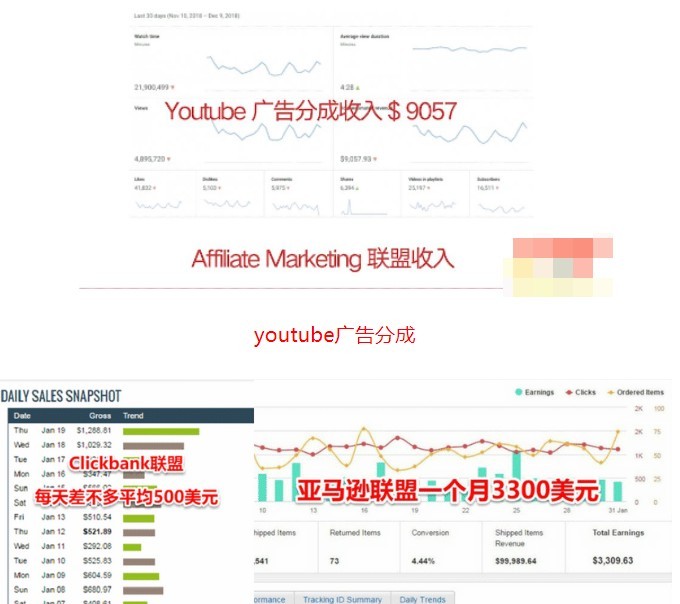 Last 30 days (Nov 10, 2018 – Dec 9, 2018)
Watch time
Minutes
Average view duration
Minutes
21,900,499
4:28
Youtube 广告分成收入 $ 9057
Views
4,895,720
$9,057.93
Likes
Dislikes
Comments
Shares
Videos in playlists
Subscribers
41,832
5,103
5,975
6,394
23,197
16,511
Affiliate Marketing 联盟收入
youtube广告分成
DAILY SALES SNAPSHOT
Date Gross Trend
Thu Jan 19 $1,288.81
Wed Jan 18 $1,029.32
Tue Jan 17
Clickbank联盟
Mon Jan 16 $347.47
每天差不多平均500美元
Sat
Fri Jan 13 $510.54
Thu Jan 12 $521.89
Wed Jan 11 $292.08
Tue Jan 10 $525.83
Mon Jan 09 $604.59
Sun Jan 08 $680.97
Sat Jan 07
Earnings Clicks Ordered Items
2K 100
2K 75
1K 50
500 25
0 0
亚马逊联盟一个月3300美元
10 13 16 19 22 25 28 31 Jan
hipped Items
Returned Items
Conversion
Shipped Items Revenue
Total Earnings
,541
73
4.44%
$99,989.64
$3,309.63
ormance
Tracking ID Summary
Daily Trends